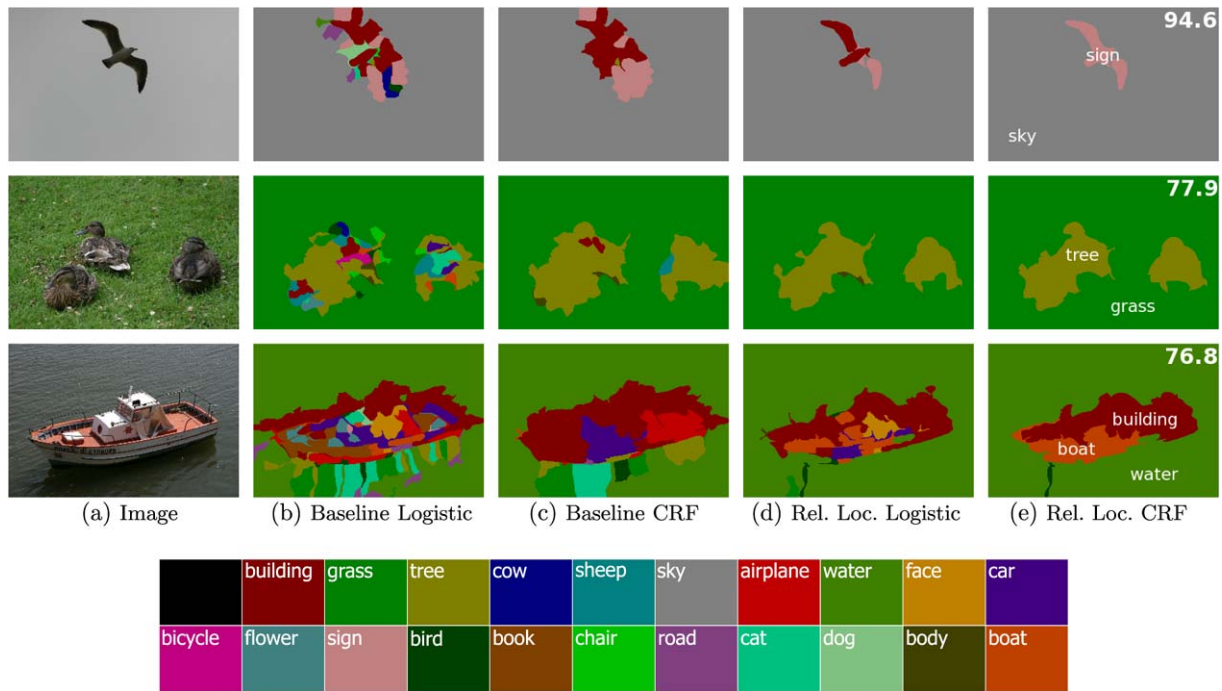 94.6
sign
sky
77.9
tree
grass
76.8
building
boat
water
(a) Image (b) Baseline Logistic (c) Baseline CRF (d) Rel. Loc. Logistic (e) Rel. Loc. CRF
building grass tree cow sheep sky airplane water face car
bicycle flower sign bird book chair road cat dog body boat